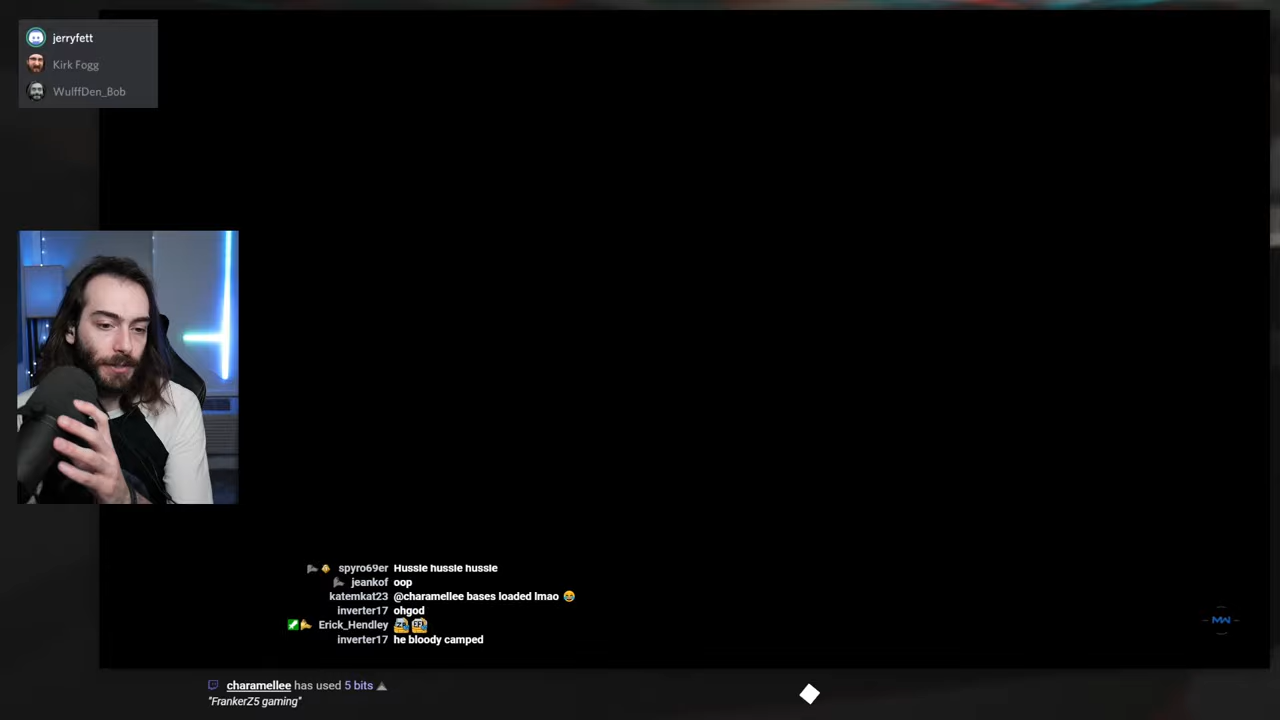 jerryfett
Kirk Fogg
WulffDen_Bob
spyro69er Hussle hussle hussle
jeankof oop
katemkat23 @charamellee bases loaded lmao 😂
inverter17 ohgod
Erick_Hendley
inverter17 he bloody camped
MW
charamellee has used 5 bits
"FrankerZ5 gaming"